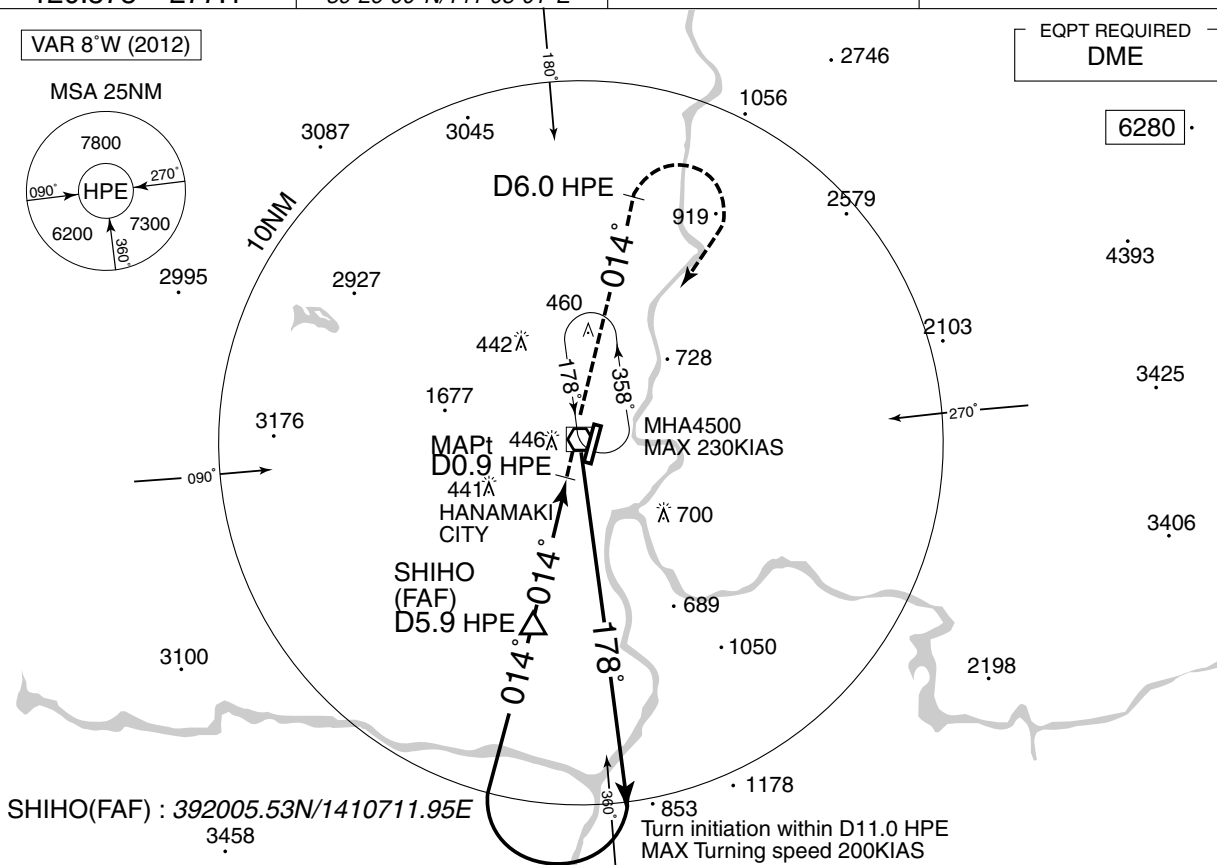 VAR 8°W (2012)
EQPT REQUIRED
DME
MSA 25NM
7800
HPE
090°
270°
6200
7300
360°
180°
2746
1056
6280
3087
3045
D6.0 HPE
10NM
919
2579
014°
4393
2995
2927
460
442
2103
728
178°
358°
3425
1677
3176
MHA4500
MAX 230KIAS
270°
446
MAPt
D0.9 HPE
090°
441
HANAMAKI
CITY
700
3406
014°
SHIHO
(FAF)
D5.9 HPE
689
178°
1050
3100
014°
2198
1178
SHIHO(FAF) : 392005.53N/1410711.95E
360°
853
3458
Turn initiation within D11.0 HPE
MAX Turning speed 200KIAS